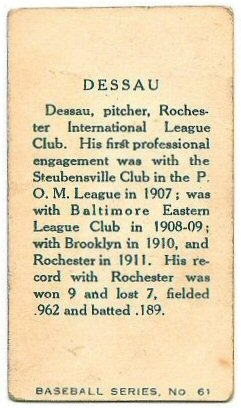 DESSAU
Dessau, pitcher, Roches-
ter International League
Club. His first professional
engagement was with the
Steubensville Club in the P.
O. M. League in 1907; was
with Baltimore Eastern
League Club in 1908-09;
with Brooklyn in 1910, and
Rochester in 1911. His re-
cord with Rochester was
won 9 and lost 7, fielded
.962 and batted .189.
BASEBALL SERIES, No 61